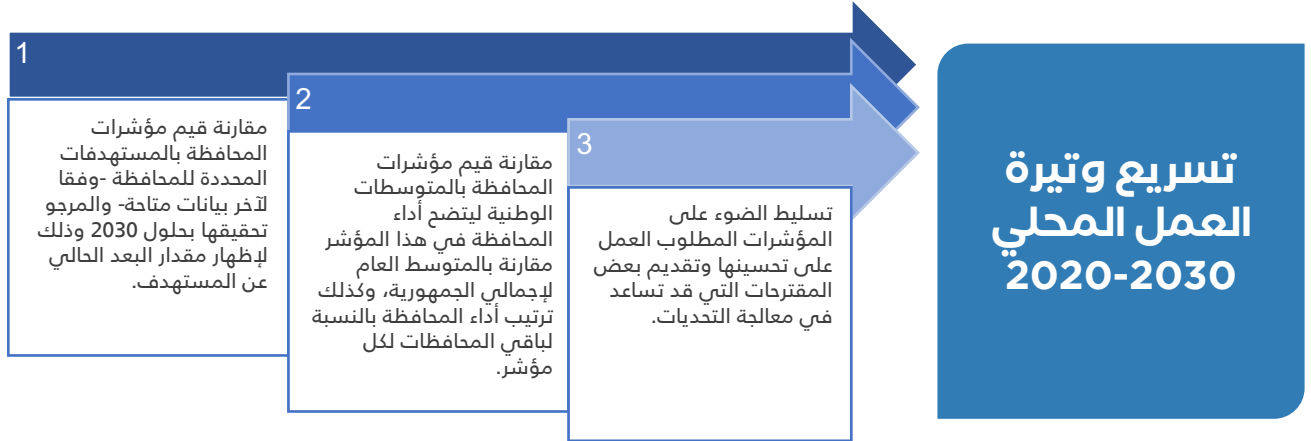 1
مقارنة قيم مؤشرات
المحافظة بالمستهدفات
المحددة للمحافظة -وفقا
لآخر بيانات متاحة- والمرجو
تحقيقها بحلول 2030 وذلك
لإظهار مقدار البعد الحالي
عن المستهدف.
2
مقارنة قيم مؤشرات
المحافظة بالمتوسطات
الوطنية ليتضح أداء
المحافظة في هذا المؤشر
مقارنة بالمتوسط العام
لإجمالي الجمهورية، وكذلك
ترتيب أداء المحافظة بالنسبة
لباقي المحافظات لكل
مؤشر.
3
تسليط الضوء على
المؤشرات المطلوب العمل
على تحسينها وتقديم بعض
المقترحات التي قد تساعد
في معالجة التحديات.
تسريع وتيرة
العمل المحلي
2020-2030